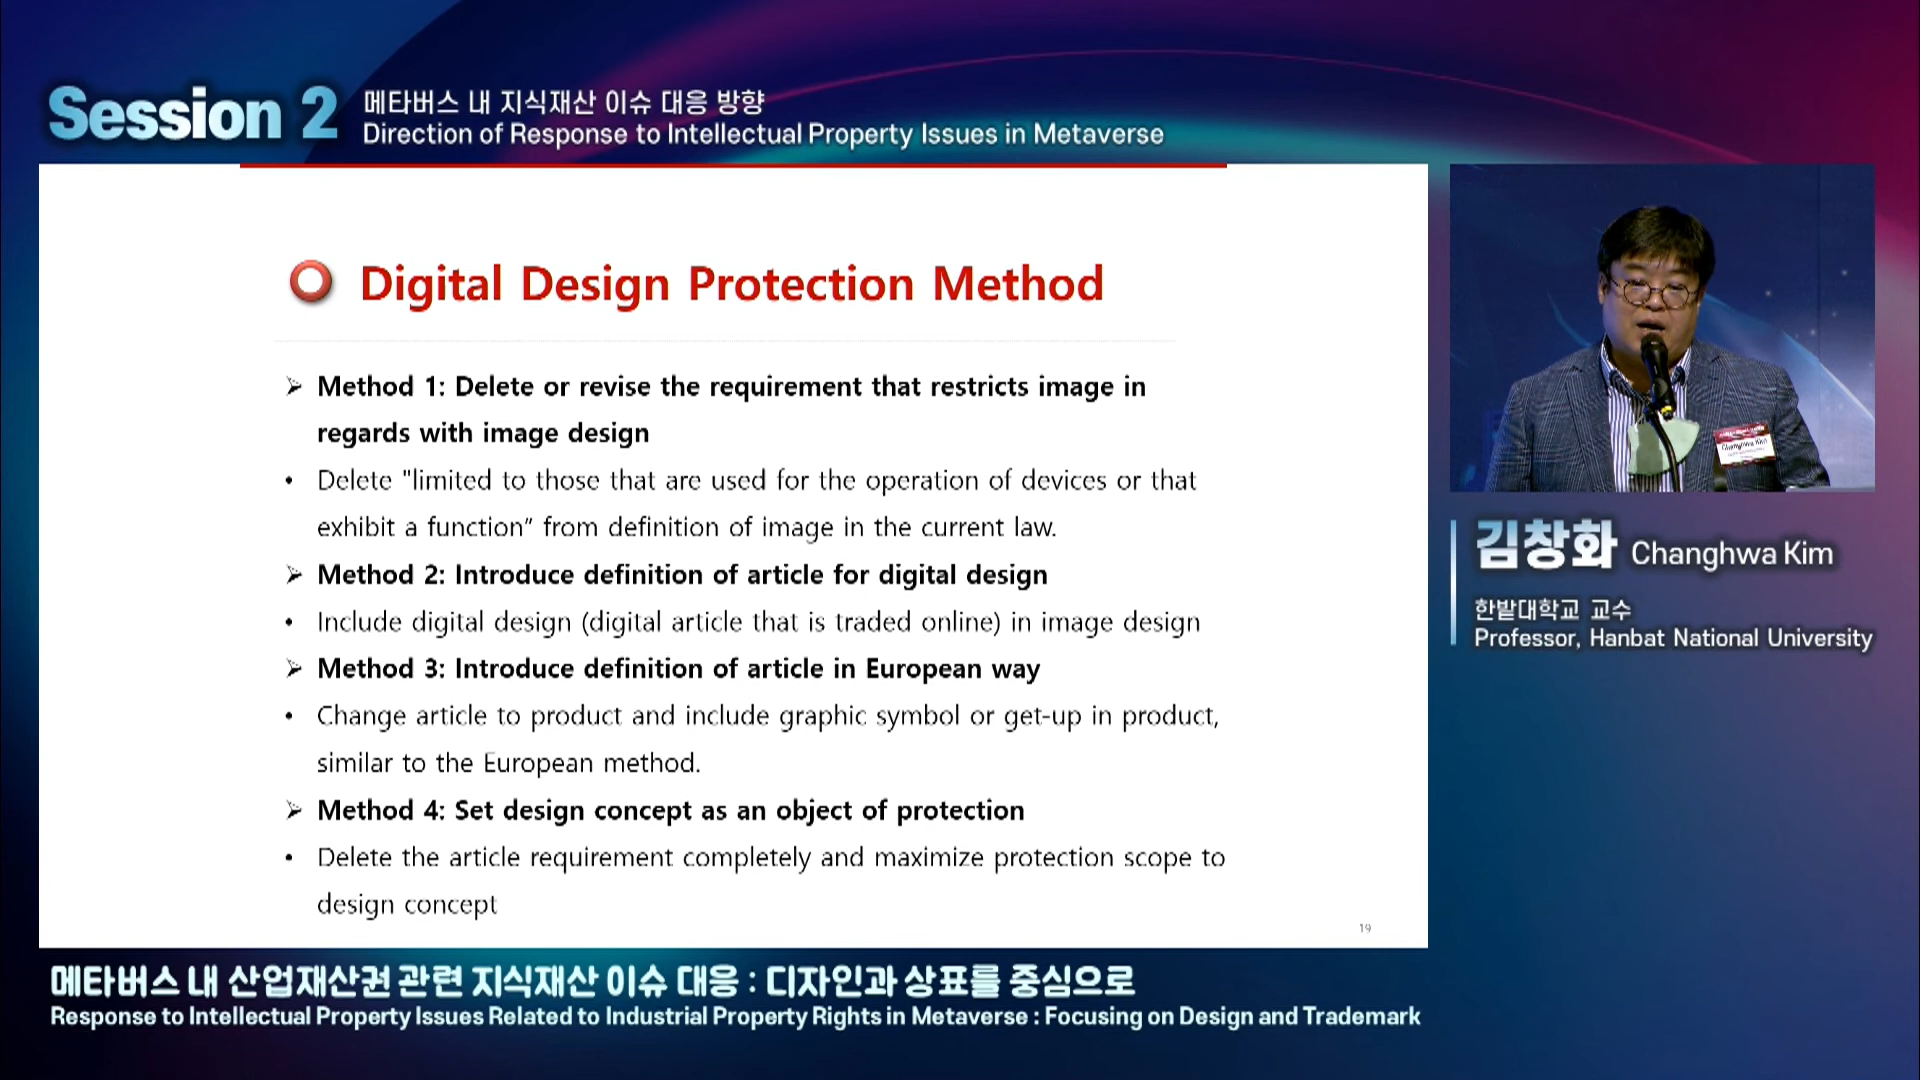 Session 2
메타버스 내 지식재산 이슈 대응 방향
Direction of Response to Intellectual Property Issues in Metaverse
Digital Design Protection Method
➢ Method 1: Delete or revise the requirement that restricts image in
regards with image design
• Delete "limited to those that are used for the operation of devices or that
exhibit a function” from definition of image in the current law.
➢ Method 2: Introduce definition of article for digital design
• Include digital design (digital article that is traded online) in image design
➢ Method 3: Introduce definition of article in European way
• Change article to product and include graphic symbol or get-up in product,
similar to the European method.
➢ Method 4: Set design concept as an object of protection
• Delete the article requirement completely and maximize protection scope to
design concept
19
Changhwa Kim
김창화 Changhwa Kim
한밭대학교 교수
Professor, Hanbat National University
메타버스 내 산업재산권 관련 지식재산 이슈 대응 : 디자인과 상표를 중심으로
Response to Intellectual Property Issues Related to Industrial Property Rights in Metaverse : Focusing on Design and Trademark